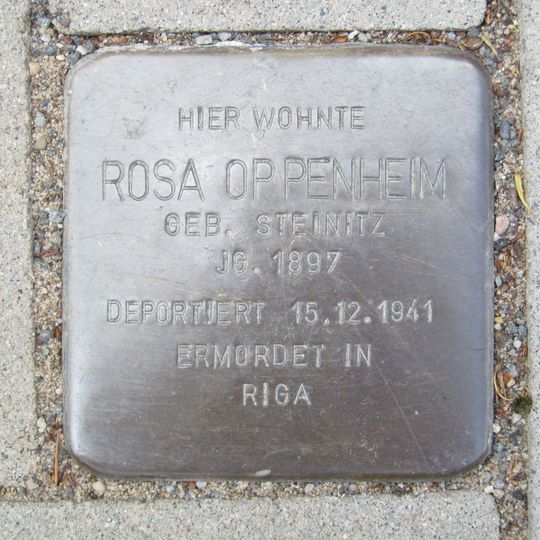 HIER WOHNTE
ROSA OPPENHEIM
GEB. STEINITZ
JG. 1897
DEPORTIERT 15.12.1941
ERMORDET IN
RIGA